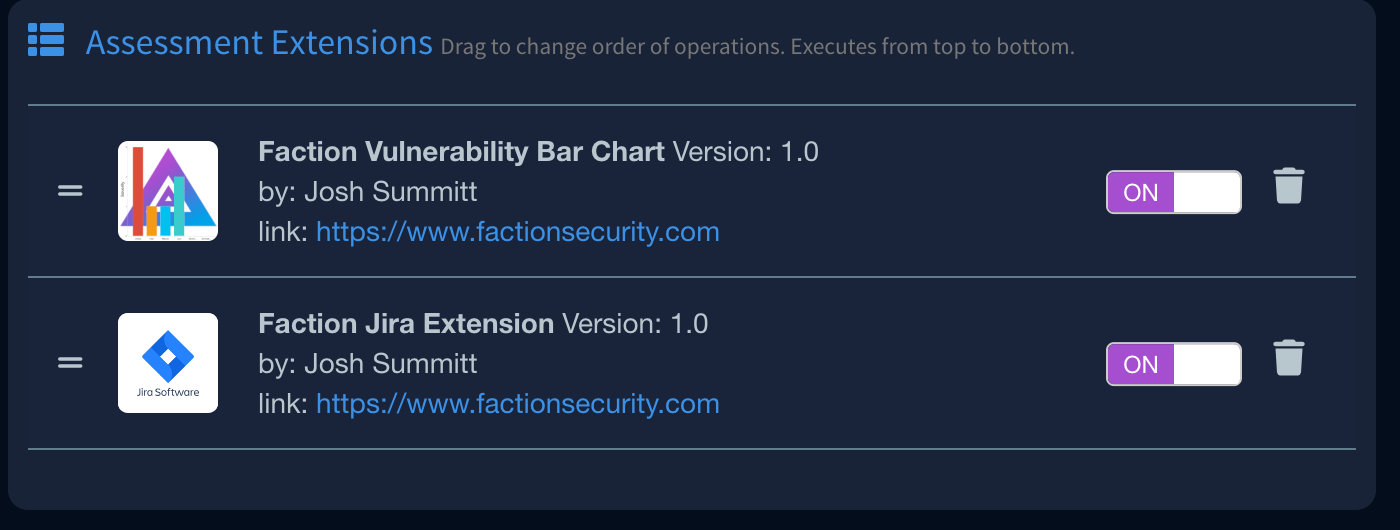 Assessment Extensions Drag to change order of operations. Executes from top to bottom.
Faction Vulnerability Bar Chart Version: 1.0
by: Josh Summitt
link: https://www.factionsecurity.com
ON
Faction Jira Extension Version: 1.0
by: Josh Summitt
link: https://www.factionsecurity.com
Jira Software
ON